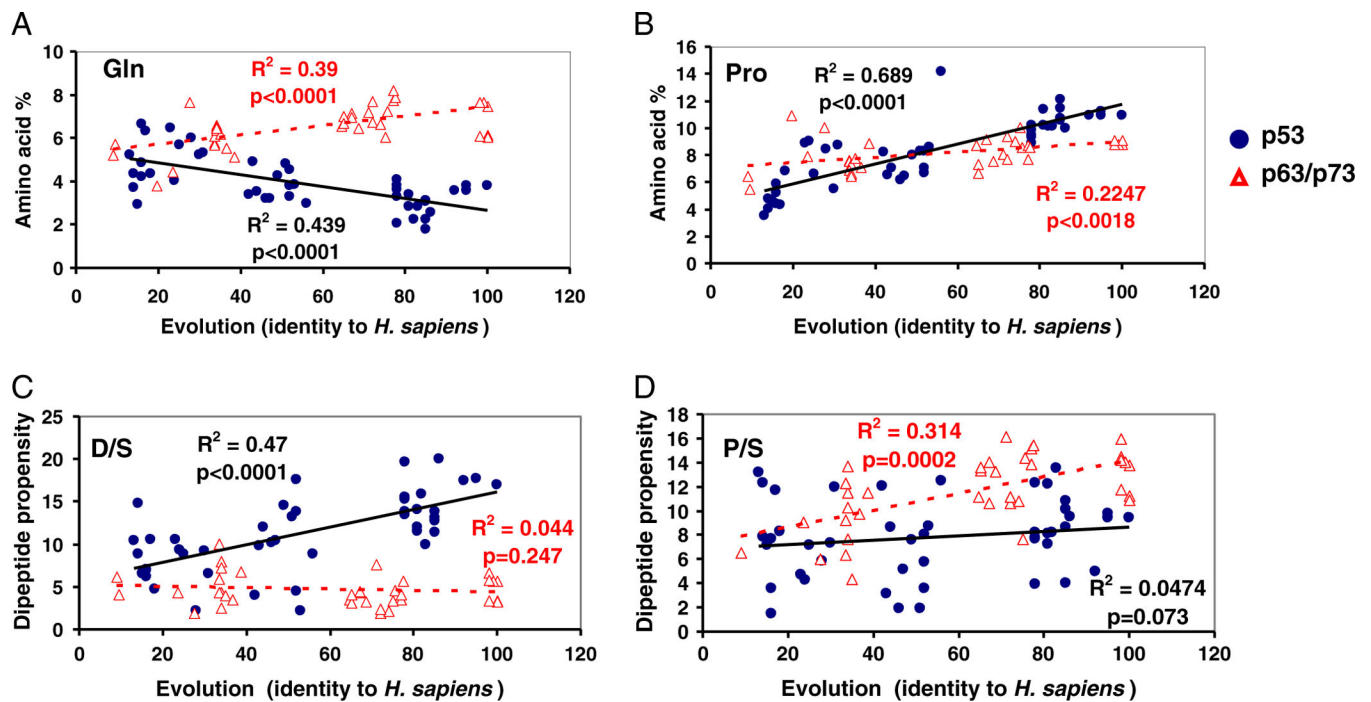 A
Gln
R² = 0.39
p<0.0001
R² = 0.439
p<0.0001
Amino acid %
10
8
6
4
2
0
0 20 40 60 80 100 120
Evolution (identity to H. sapiens)
B
Pro
R² = 0.689
p<0.0001
R² = 0.2247
p<0.0018
Amino acid %
16
14
12
10
8
6
4
2
0
0 20 40 60 80 100 120
Evolution (identity to H. sapiens)
p53
p63/p73
C
D/S
R² = 0.47
p<0.0001
R² = 0.044
p=0.247
Dipeptide propensity
25
20
15
10
5
0
0 20 40 60 80 100 120
Evolution (identity to H. sapiens)
D
P/S
R² = 0.314
p=0.0002
R² = 0.0474
p=0.073
Dipeptide propensity
18
16
14
12
10
8
6
4
2
0
0 20 40 60 80 100 120
Evolution (identity to H. sapiens)